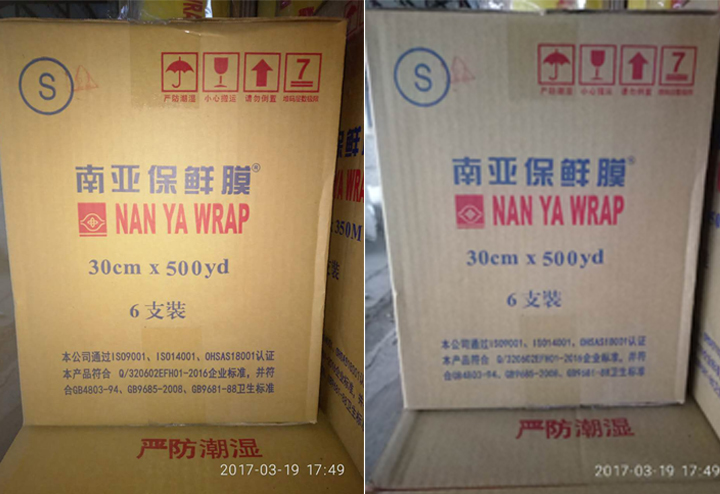 S
7
严防潮湿
小心搬运
请勿倒置
南亚保鲜膜®
NAN YA WRAP
30cm x 500yd
6支裝
本公司通过ISO9001、ISO14001、OHSAS18001认证
本产品符合 Q/320602EFH01-2016企业标准，并符
合GB4803-94、GB9685-2008、GB9681-88卫生标准
严防潮湿
2017-03-19 17:49
350M
S
7
严防潮湿
小心搬运
请勿倒置
南亚保鲜膜®
NAN YA WRAP
30cm x 500yd
6支裝
本公司通过ISO9001、ISO14001、OHSAS18001认证
本产品符合 Q/320602EFH01-2016企业标准，并符
合GB4803-94、GB9685-2008、GB9681-88卫生标准
严防潮湿
2017-03-19 17:49